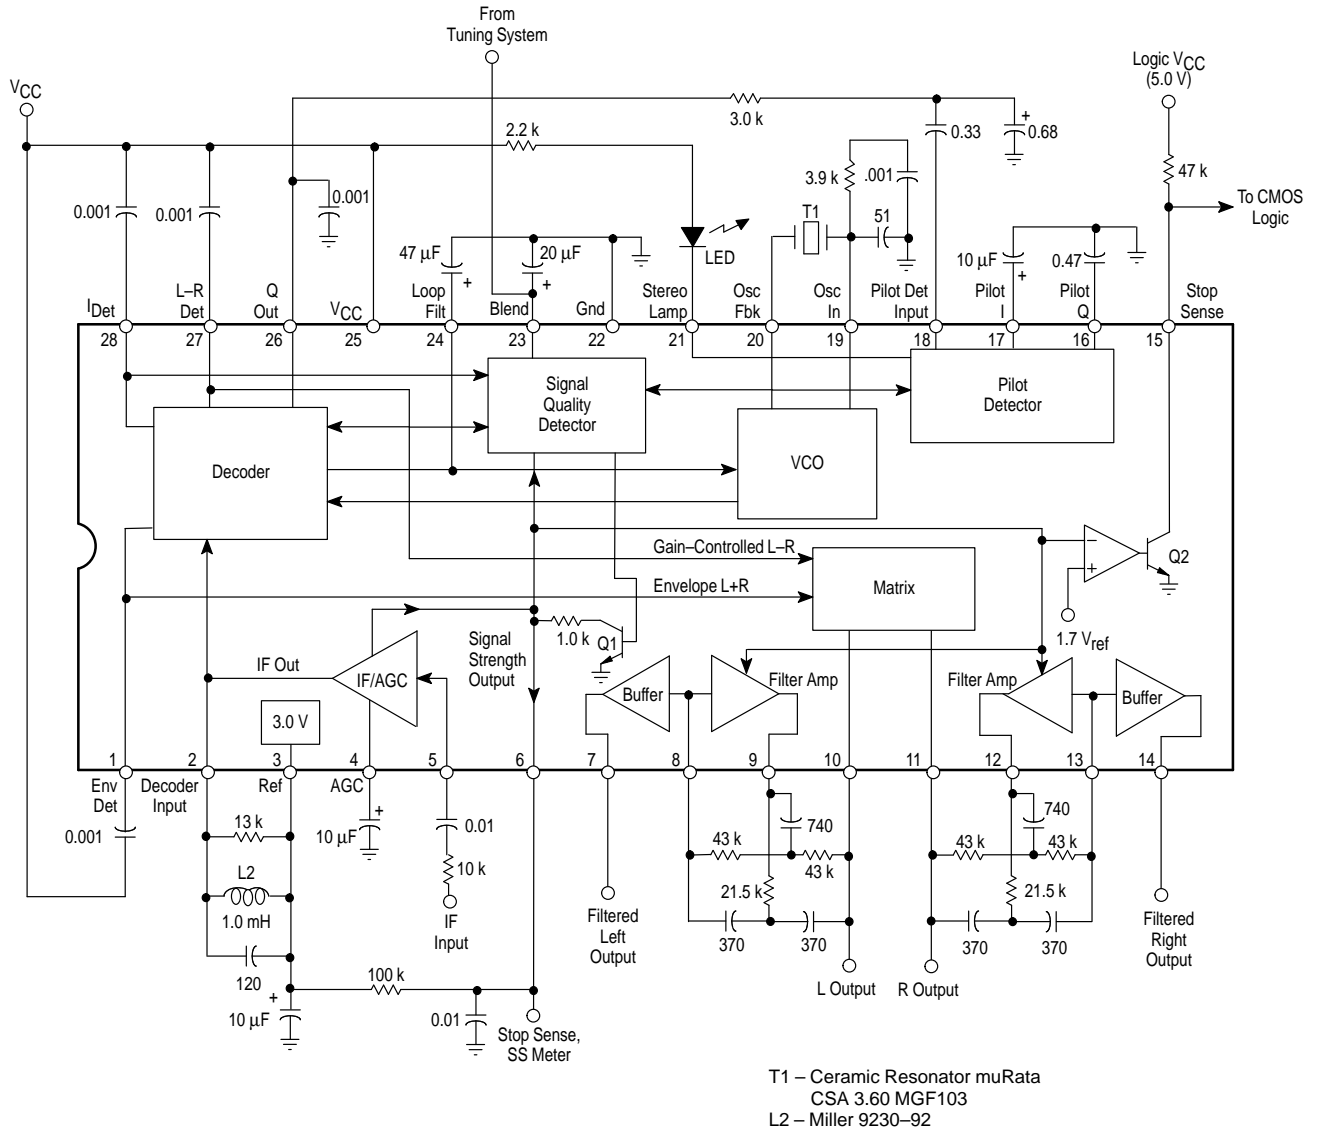 From
Tuning System
VCC
Logic VCC
(5.0 V)
3.0 k
0.33
+
0.68
2.2 k
47 k
To CMOS
Logic
0.001
0.001
0.001
3.9 k
.001
T1
51
LED
47 µF
+
20 µF
+
10 µF
+
0.47
IDet
L–R
Det
Q
Out
VCC
Loop
Filt
Blend
Gnd
Stereo
Lamp
Osc
Fbk
Osc
In
Pilot Det
Input
Pilot
I
Pilot
Q
Stop
Sense
28
27
26
25
24
23
22
21
20
19
18
17
16
15
Signal
Quality
Detector
Pilot
Detector
Decoder
VCO
Gain–Controlled L–R
Envelope L+R
Matrix
–
+
Q2
1.7 Vref
1.0 k
Q1
Signal
Strength
Output
IF Out
IF/AGC
3.0 V
Buffer
Filter Amp
Filter Amp
Buffer
1
2
3
4
5
6
7
8
9
10
11
12
13
14
Env
Det
Decoder
Input
Ref
AGC
0.001
13 k
L2
1.0 mH
120
+
10 µF
+
10 µF
0.01
10 k
IF
Input
100 k
0.01
Stop Sense,
SS Meter
Filtered
Left
Output
740
43 k
43 k
21.5 k
370
370
L Output
R Output
740
43 k
43 k
21.5 k
370
370
Filtered
Right
Output
T1 – Ceramic Resonator muRata
CSA 3.60 MGF103
L2 – Miller 9230–92